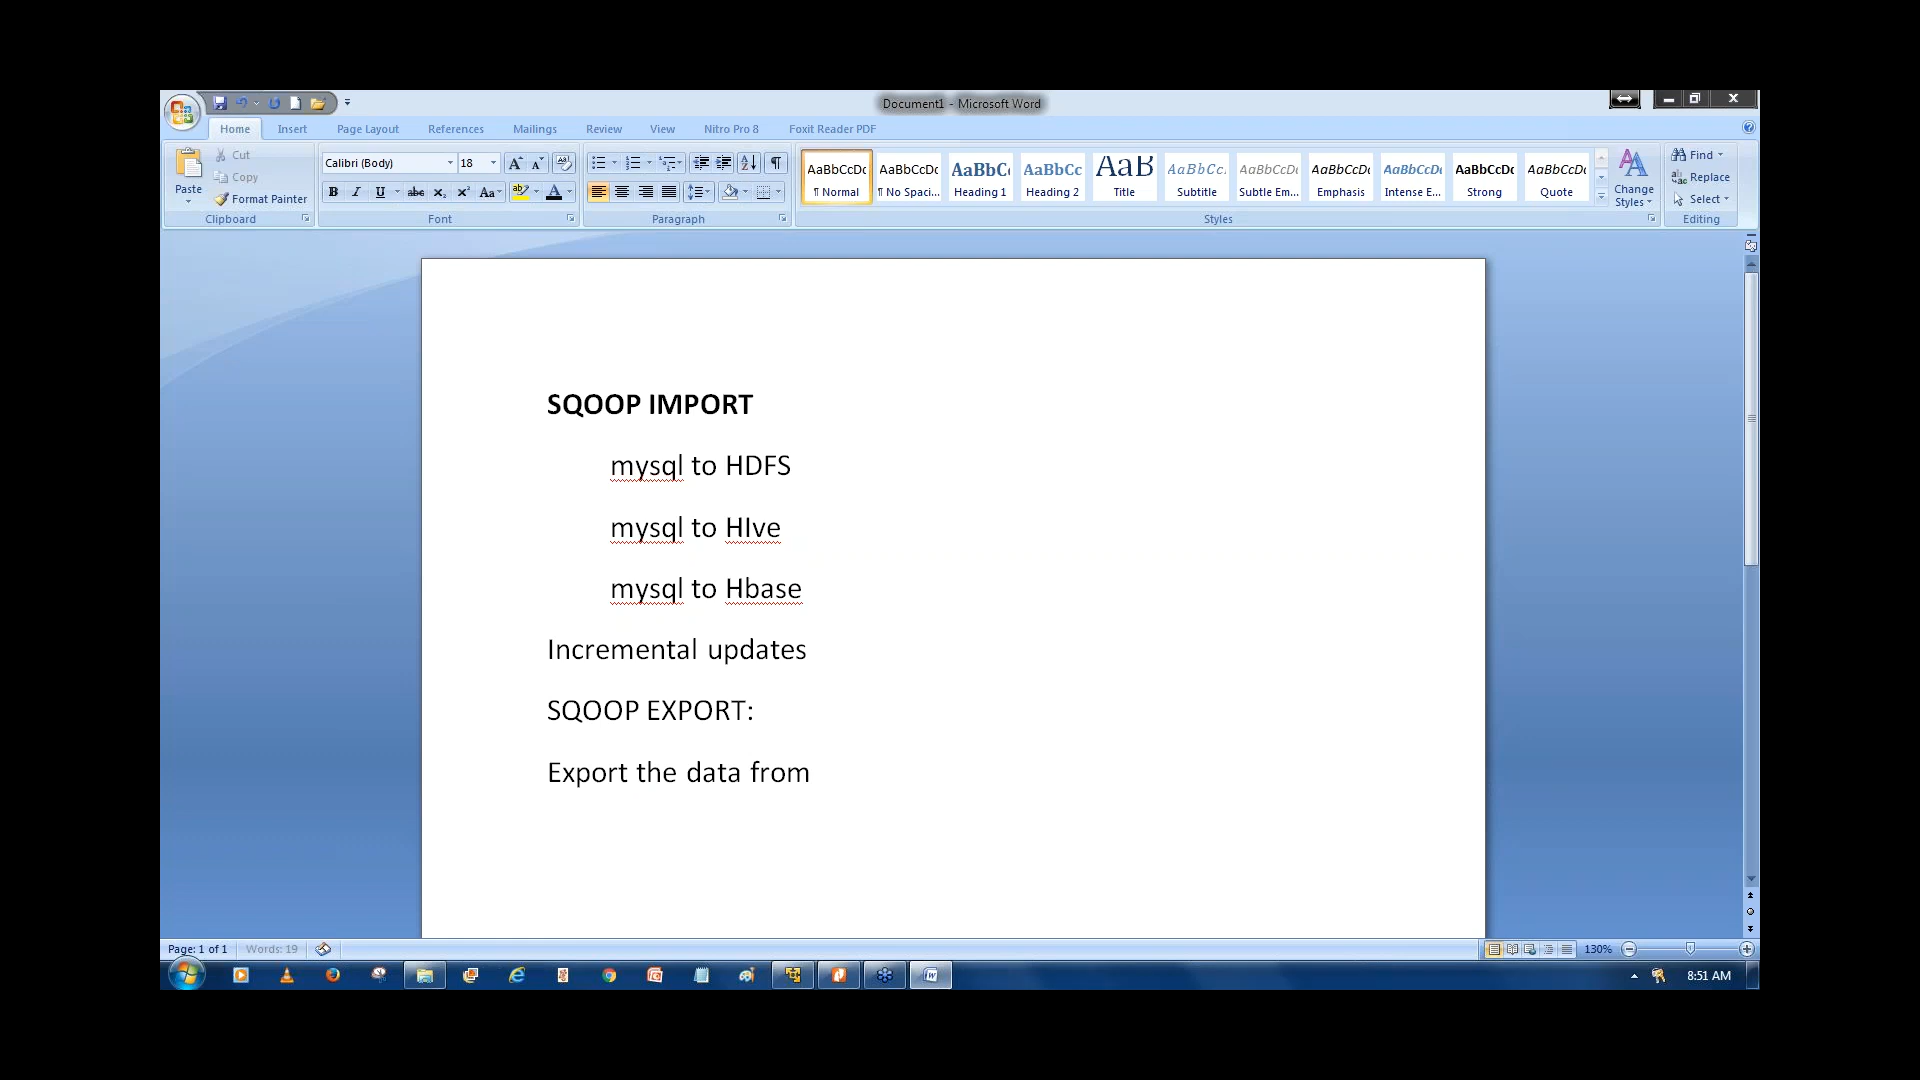 Document1 - Microsoft Word
Home Insert Page Layout References Mailings Review View Nitro Pro 8 Foxit Reader PDF
Paste
Cut
Copy
Format Painter
Clipboard
Calibri (Body) 18
Font
Paragraph
AaBbCcDc AaBbCcDc AaBbC AaBbCc AaB AaBbCc. AaBbCcDc AaBbCcDc AaBbCcDc AaBbCcDc AaBbCcDc
¶ Normal ¶ No Spaci... Heading 1 Heading 2 Title Subtitle Subtle Em... Emphasis Intense E... Strong Quote
Styles
Change Styles
Find
Replace
Select
Editing
SQOOP IMPORT
mysql to HDFS
mysql to HIve
mysql to Hbase
Incremental updates
SQOOP EXPORT:
Export the data from
Page: 1 of 1 Words: 19 130%
8:51 AM